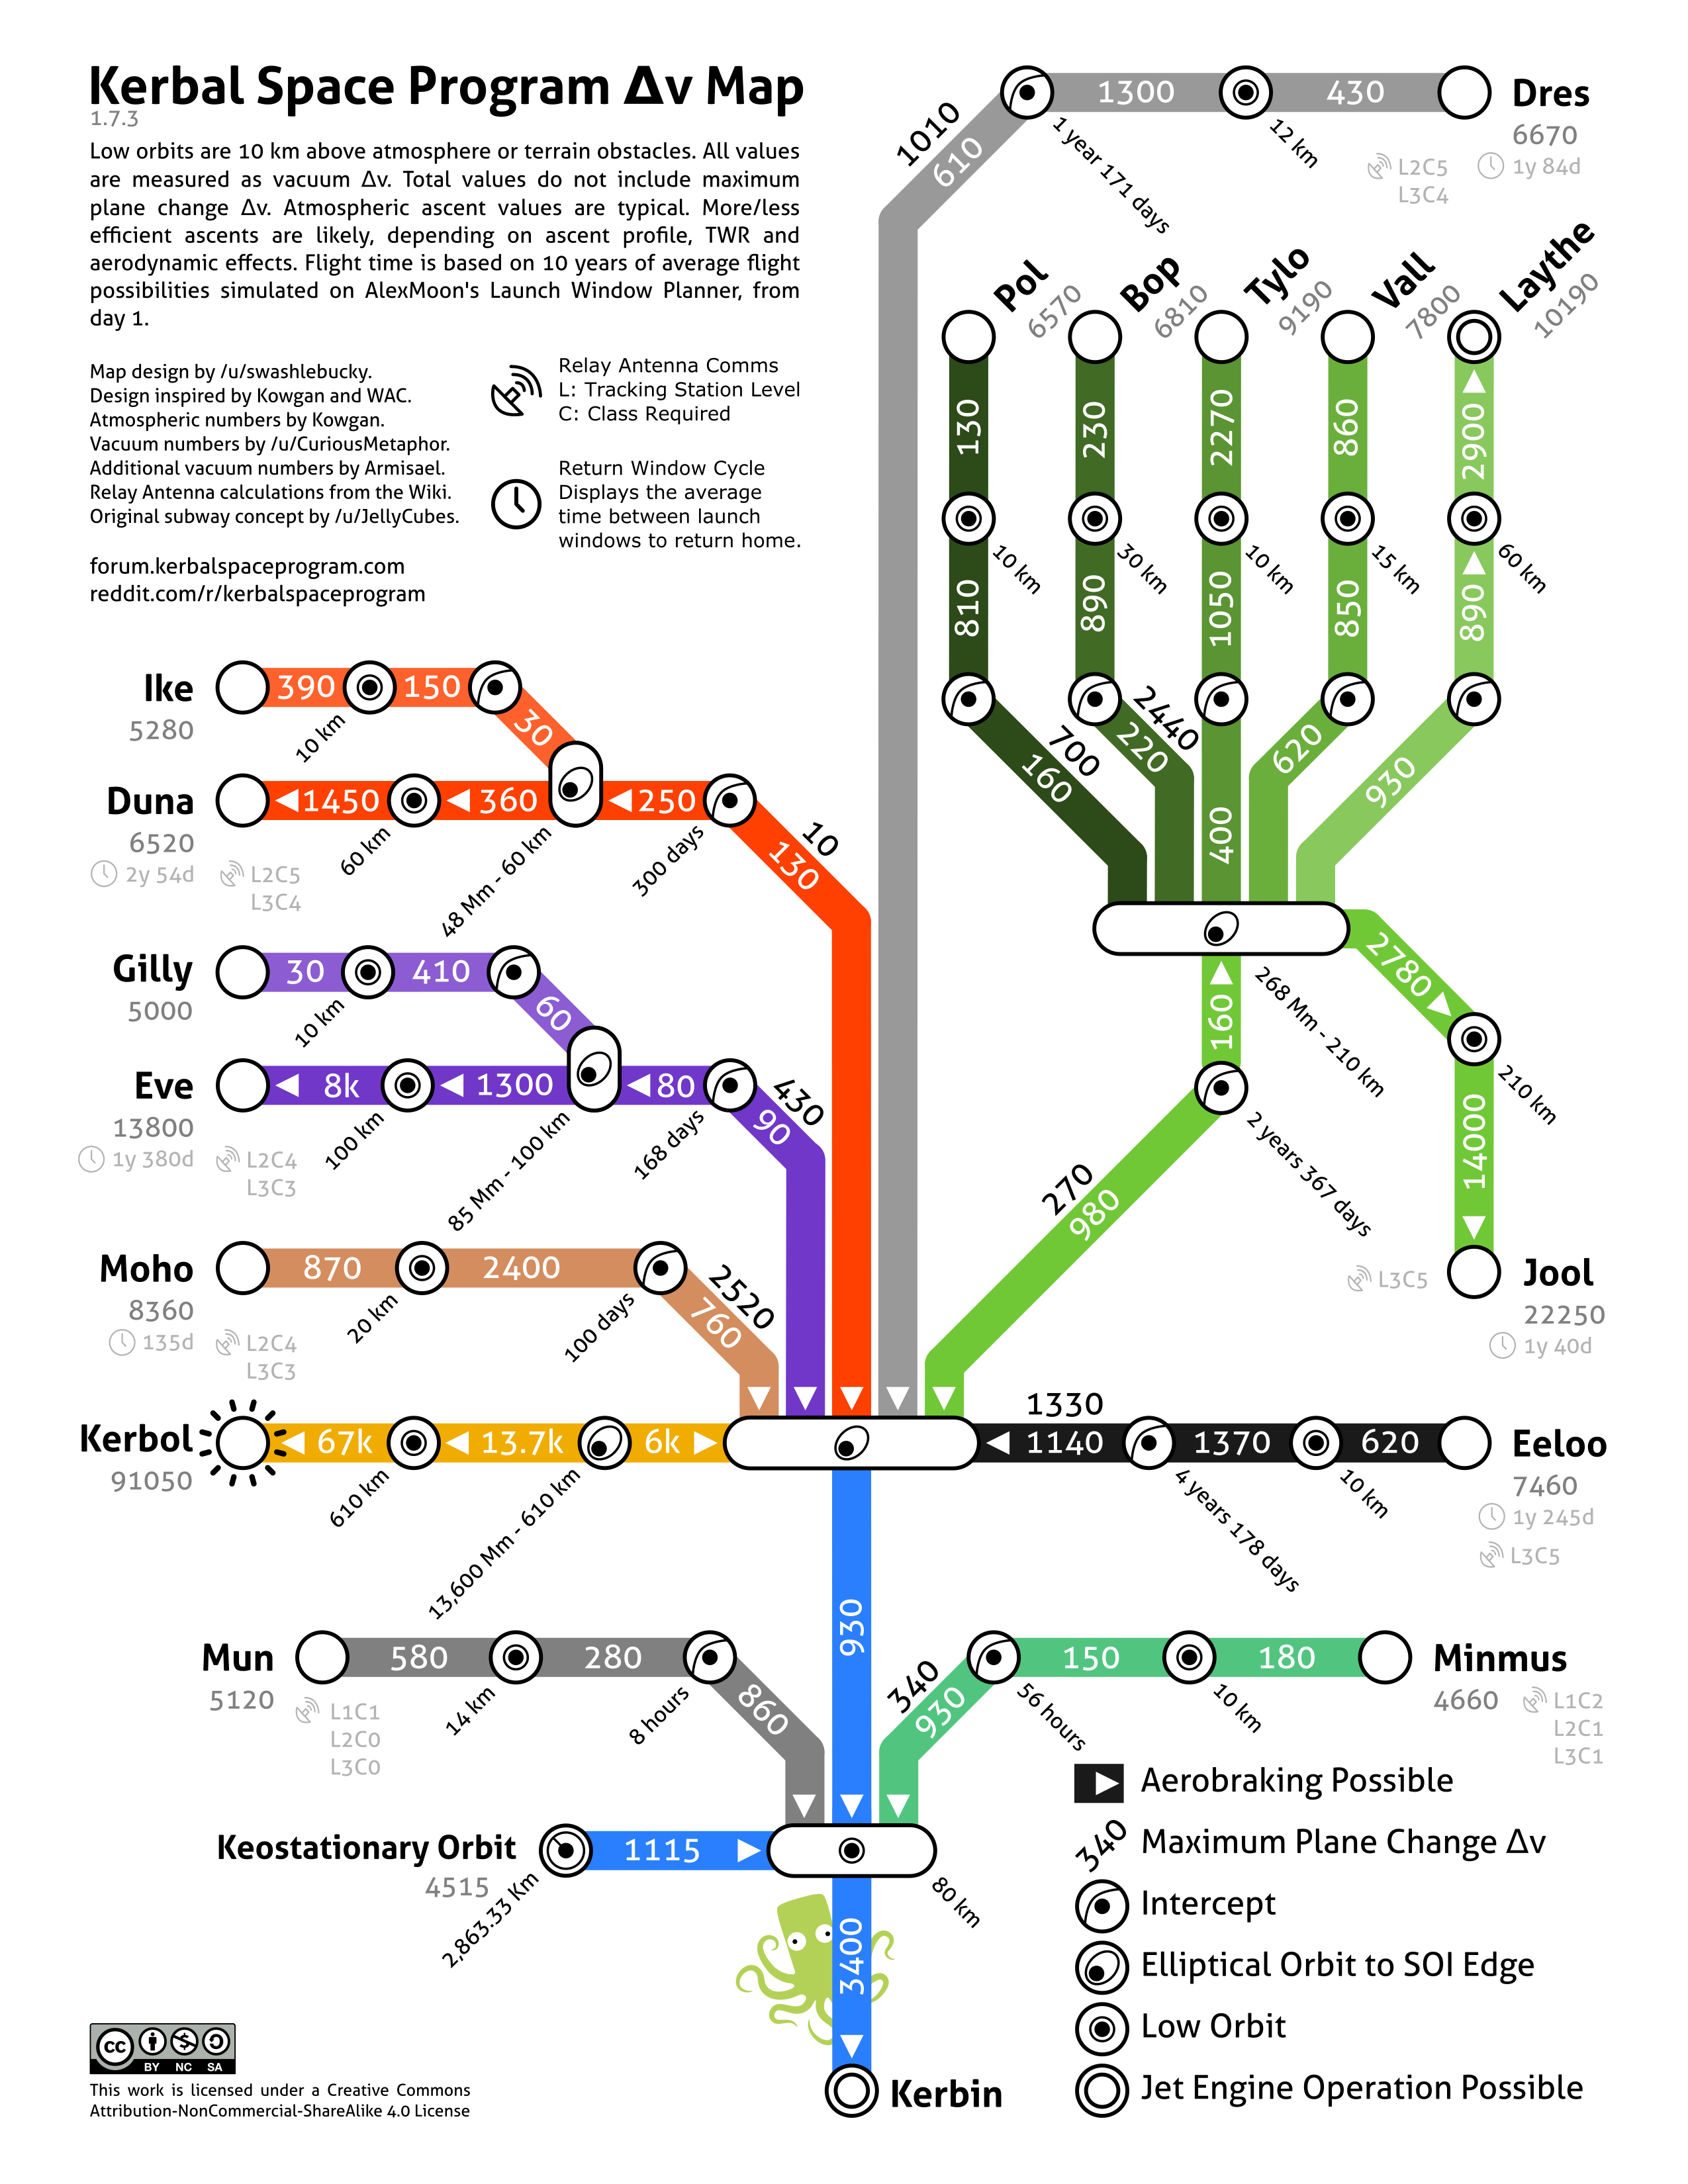 Kerbal Space Program Δv Map
1.7.3
Low orbits are 10 km above atmosphere or terrain obstacles. All values
are measured as vacuum Δv. Total values do not include maximum
plane change Δv. Atmospheric ascent values are typical. More/less
efficient ascents are likely, depending on ascent profile, TWR and
aerodynamic effects. Flight time is based on 10 years of average flight
possibilities simulated on AlexMoon's Launch Window Planner, from
day 1.
Map design by /u/swashlebucky.
Design inspired by Kowgan and WAC.
Atmospheric numbers by Kowgan.
Vacuum numbers by /u/CuriousMetaphor.
Additional vacuum numbers by Armisael.
Relay Antenna calculations from the Wiki.
Original subway concept by /u/JellyCubes.
forum.kerbalspaceprogram.com
reddit.com/r/kerbalspaceprogram
Relay Antenna Comms
L: Tracking Station Level
C: Class Required
Return Window Cycle
Displays the average
time between launch
windows to return home.
1010
610
1300
430
Dres
6670
1y 84d
L2C5
L3C4
1 year 171 days
12 km
Pol
6570
Bop
6810
Tylo
9190
Vall
7800
Laythe
10190
130
230
2270
860
2900
10 km
30 km
10 km
15 km
60 km
810
890
1050
850
890
700
160
2440
220
400
620
930
268 Mm - 210 km
2780
210 km
160
14000
2 years 367 days
270
980
Jool
22250
1y 40d
L3C5
Ike
5280
390
150
30
10 km
Duna
6520
2y 54d
L2C5
L3C4
1450
360
250
10
130
60 km
48 Mm - 60 km
300 days
Gilly
5000
30
410
60
10 km
Eve
13800
1y 380d
L2C4
L3C3
8k
1300
80
430
90
100 km
85 Mm - 100 km
168 days
Moho
8360
135d
L2C4
L3C3
870
2400
2520
760
20 km
100 days
Kerbol
91050
67k
13.7k
6k
610 km
13,600 Mm - 610 km
1330
1140
1370
620
Eeloo
7460
1y 245d
L3C5
4 years 178 days
10 km
930
Mun
5120
L1C1
L2C0
L3C0
580
280
860
14 km
8 hours
340
930
150
180
Minmus
4660
L1C2
L2C1
L3C1
56 hours
10 km
Keostationary Orbit
4515
1115
2,863.33 Km
80 km
3400
Kerbin
Aerobraking Possible
340
Maximum Plane Change Δv
Intercept
Elliptical Orbit to SOI Edge
Low Orbit
Jet Engine Operation Possible
cc
BY NC SA
This work is licensed under a Creative Commons
Attribution-NonCommercial-ShareAlike 4.0 License